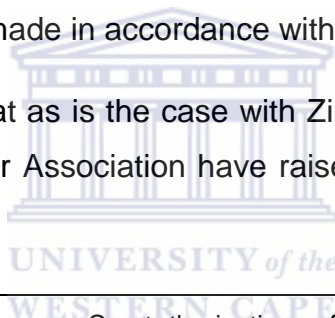 made in accordance with
at as is the case with Zi
r Association have raise
UNIVERSITY of the
WESTERN CAPE